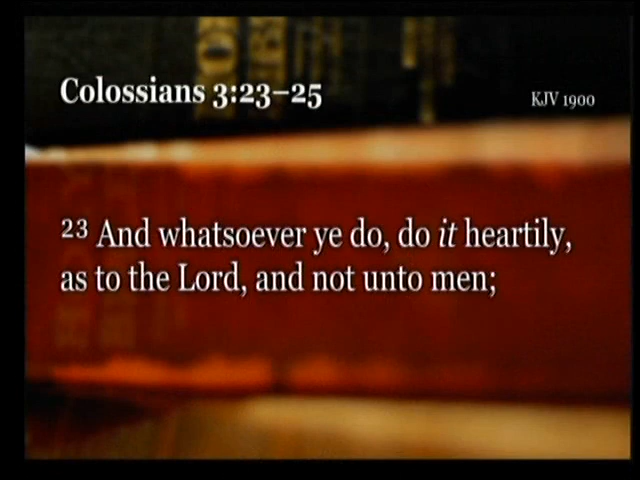 Colossians 3:23–25
KJV 1900
23 And whatsoever ye do, do it heartily,
as to the Lord, and not unto men;